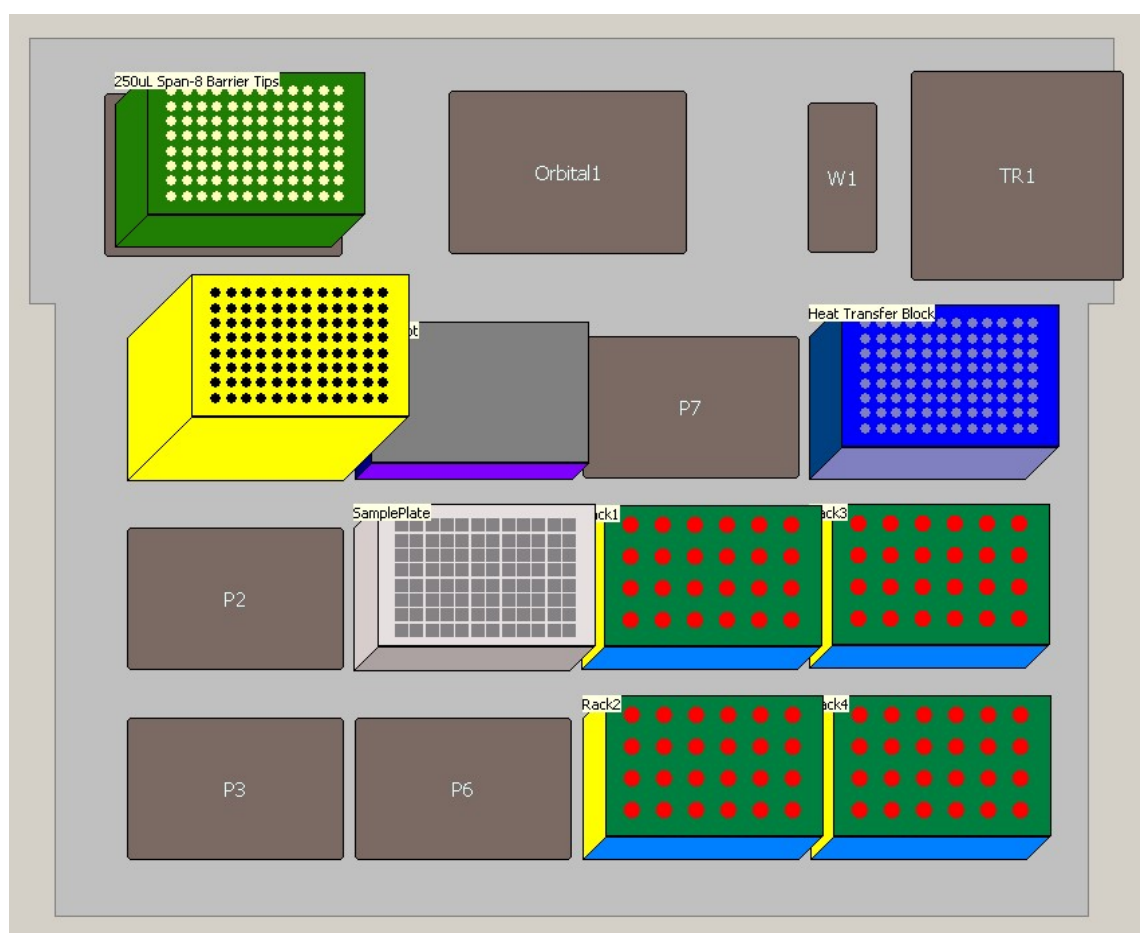 250uL Span-8 Barrier Tips
Orbital1
W1
TR1
Heat Transfer Block
P7
SamplePlate
P2
Rack2
P3
P6